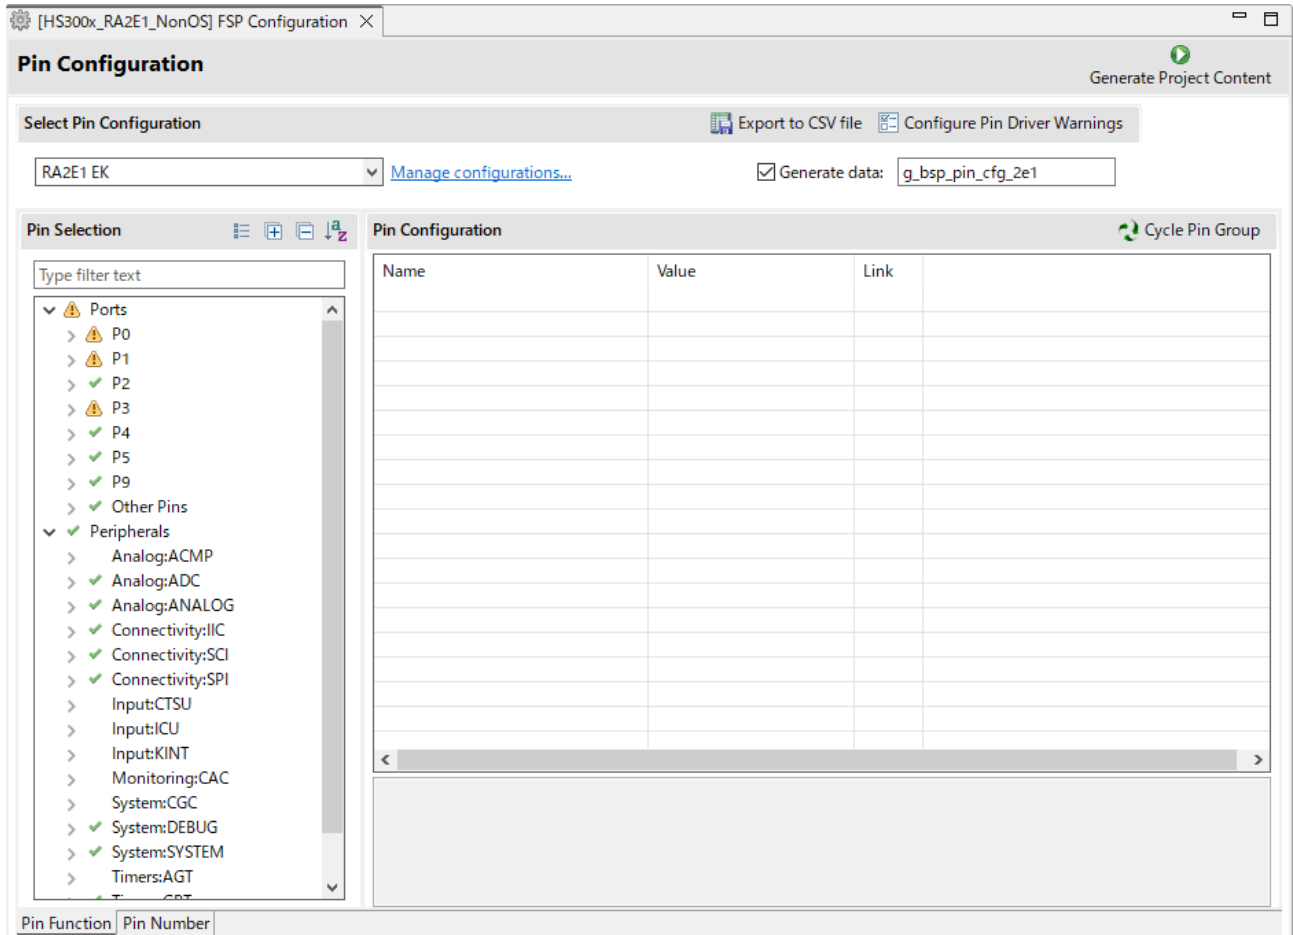 [HS300x_RA2E1_NonOS] FSP Configuration
Pin Configuration
Generate Project Content
Select Pin Configuration
Export to CSV file
Configure Pin Driver Warnings
RA2E1 EK
Manage configurations...
Generate data:
g_bsp_pin_cfg_2e1
Pin Selection
Type filter text
Ports
P0
P1
P2
P3
P4
P5
P9
Other Pins
Peripherals
Analog:ACMP
Analog:ADC
Analog:ANALOG
Connectivity:IIC
Connectivity:SCI
Connectivity:SPI
Input:CTSU
Input:ICU
Input:KINT
Monitoring:CAC
System:CGC
System:DEBUG
System:SYSTEM
Timers:AGT
Pin Configuration
Cycle Pin Group
Name Value Link
Pin Function Pin Number